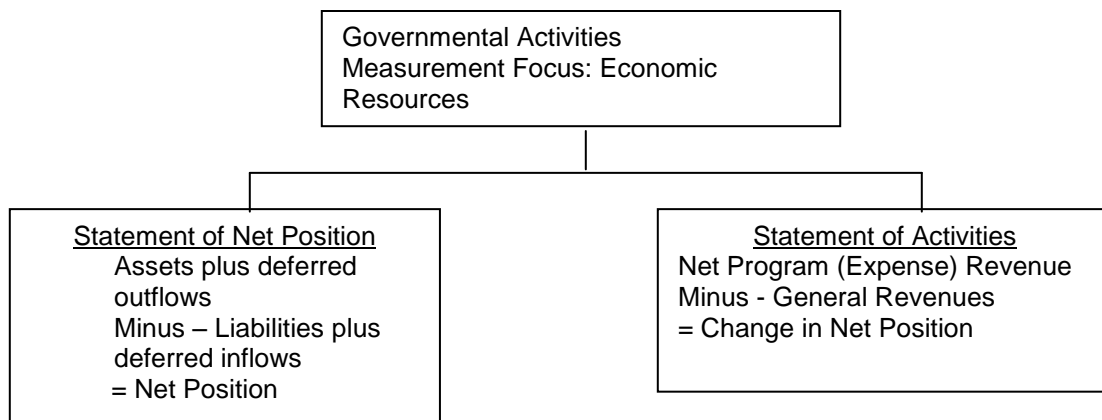 Governmental Activities
Measurement Focus: Economic
Resources
Statement of Net Position
Assets plus deferred
outflows
Minus – Liabilities plus
deferred inflows
= Net Position
Statement of Activities
Net Program (Expense) Revenue
Minus - General Revenues
= Change in Net Position